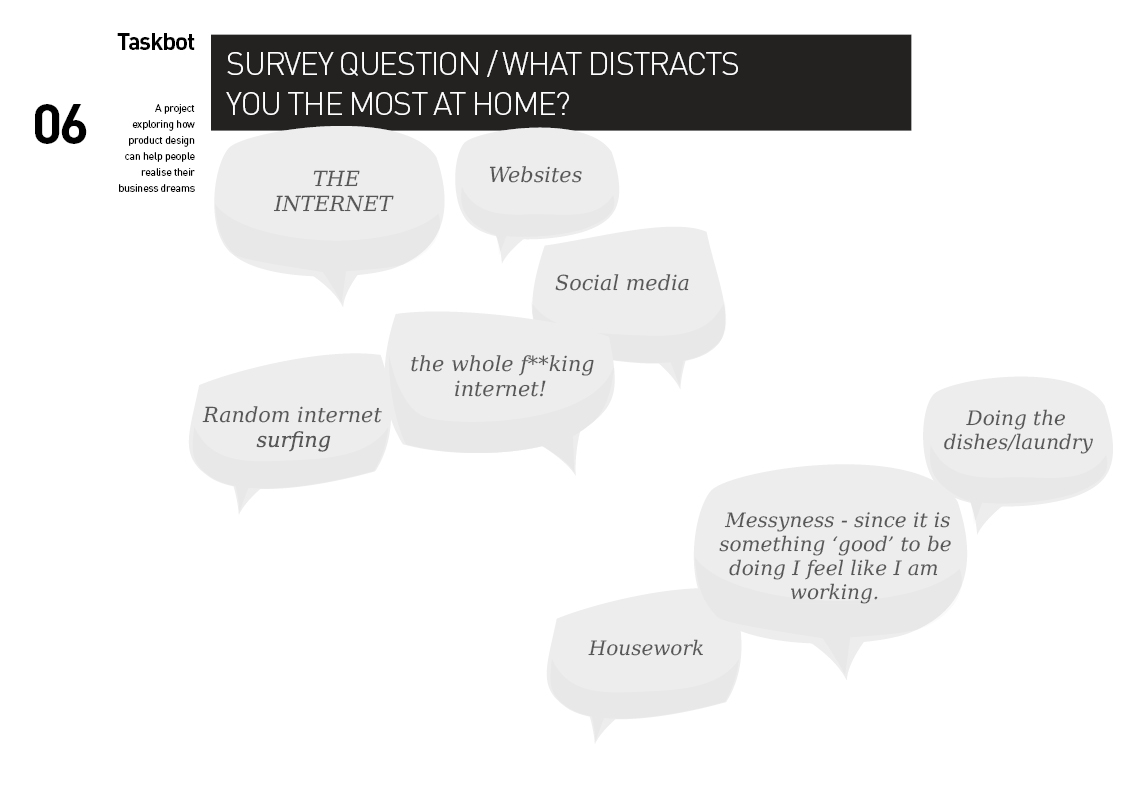 Taskbot
06
A project
exploring how
product design
can help people
realise their
business dreams
SURVEY QUESTION / WHAT DISTRACTS
YOU THE MOST AT HOME?
THE
INTERNET
Websites
Social media
the whole f**king
internet!
Random internet
surfing
Doing the
dishes/laundry
Messyness - since it is
something ‘good’ to be
doing I feel like I am
working.
Housework